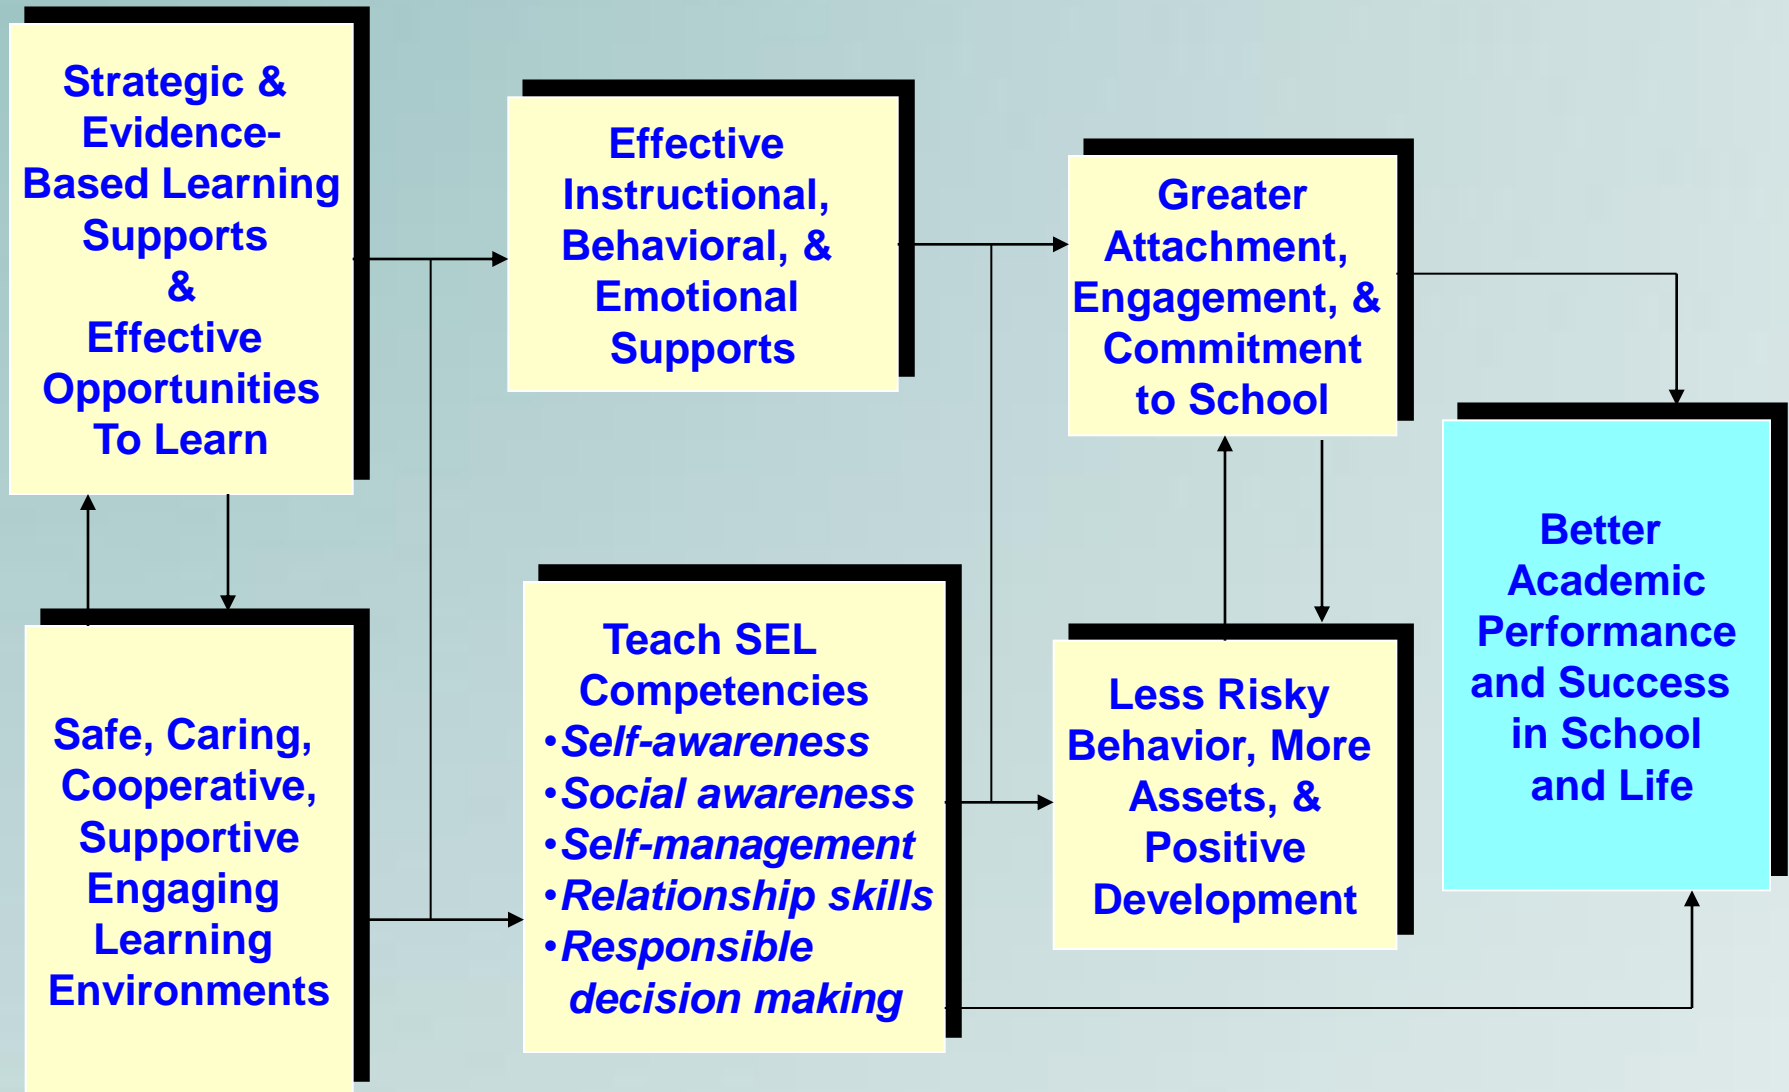 Strategic &
Evidence-
Based Learning
Supports
&
Effective
Opportunities
To Learn
Effective
Instructional,
Behavioral, &
Emotional
Supports
Greater
Attachment,
Engagement, &
Commitment
to School
Better
Academic
Performance
and Success
in School
and Life
Safe, Caring,
Cooperative,
Supportive
Engaging
Learning
Environments
Teach SEL
Competencies
•Self-awareness
•Social awareness
•Self-management
•Relationship skills
•Responsible
decision making
Less Risky
Behavior, More
Assets, &
Positive
Development